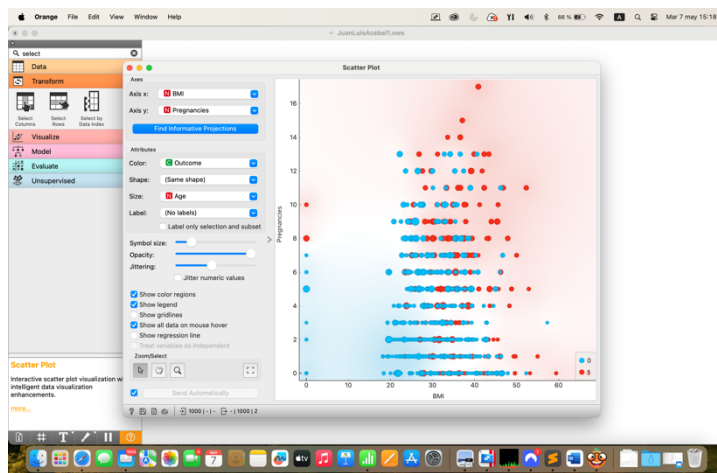 Orange File Edit View Window Help
66 %
A
Mar 7 may 15:18
JuanLuisAcebal1.ows
select
Data
Transform
Select Columns
Select Rows
Select by Data Index
Visualize
Model
Evaluate
Unsupervised
Scatter Plot
Interactive scatter plot visualization wi
intelligent data visualization
enhancements.
more...
Scatter Plot
Axes
Axis x: N BMI
Axis y: N Pregnancies
Find Informative Projections
Attributes
Color: C Outcome
Shape: (Same shape)
Size: N Age
Label: (No labels)
Label only selection and subset
Symbol size:
Opacity:
Jittering:
Jitter numeric values
Show color regions
Show legend
Show gridlines
Show all data on mouse hover
Show regression line
Treat variables as independent
Zoom/Select
Send Automatically
1000 | - | -
- | 1000 | 2
Pregnancies
16
14
12
10
8
6
4
2
0
0 10 20 30 40 50 60
BMI
0
tv
7